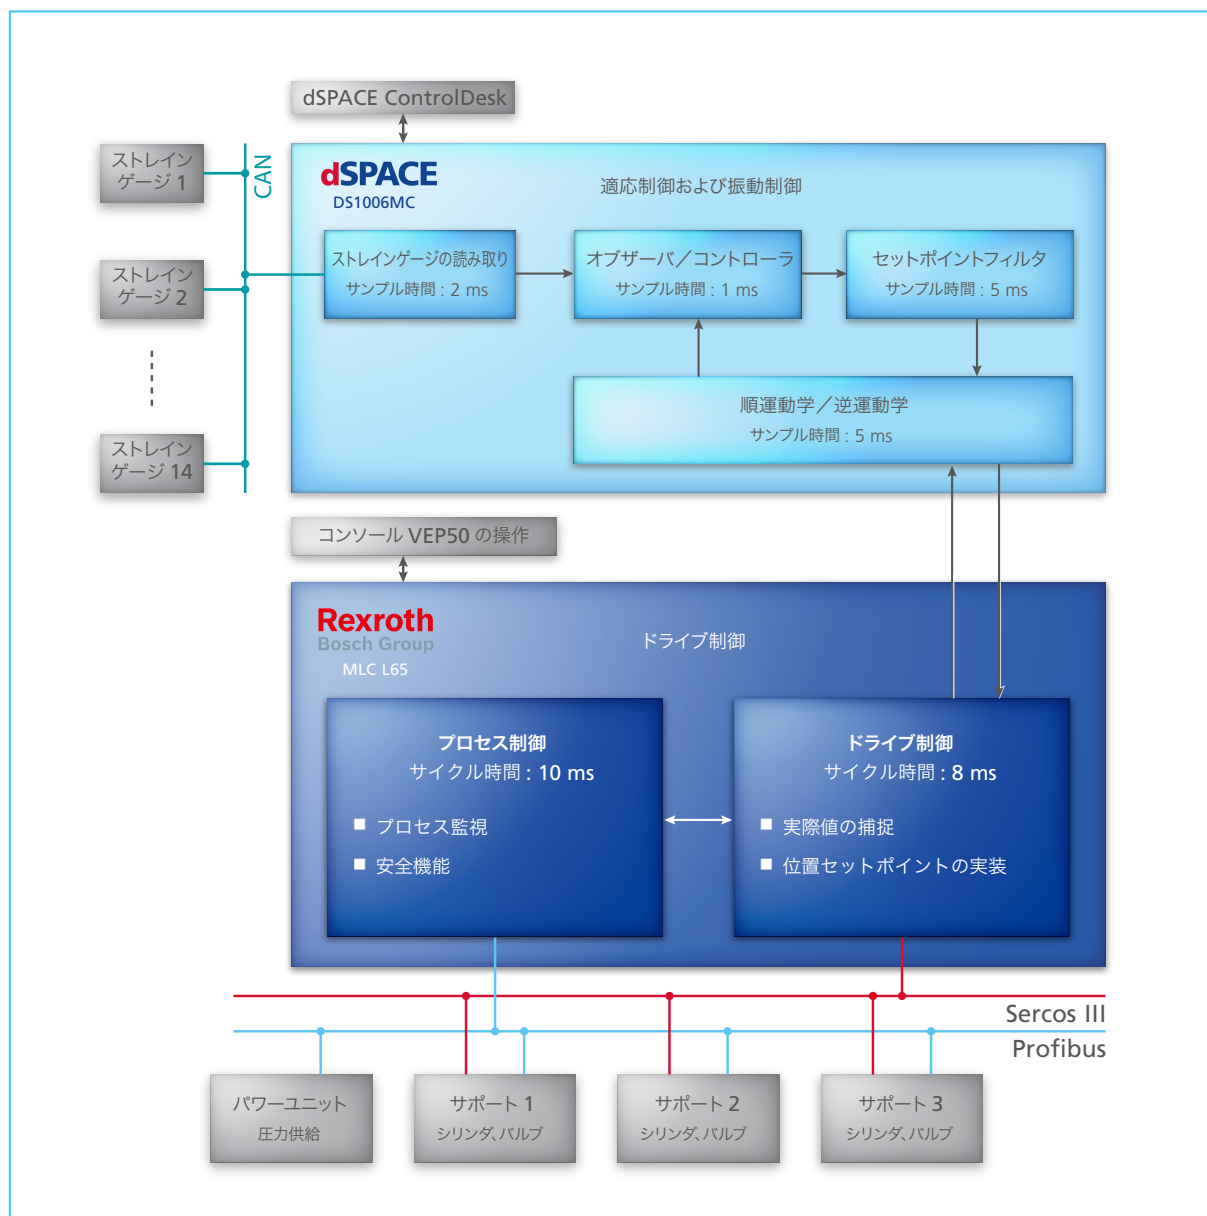 dSPACE ControlDesk
ストレイン
ゲージ 1
CAN
dSPACE
DS1006MC
適応制御および振動制御
ストレインゲージの読み取り
サンプル時間 : 2 ms
オブザーバ／コントローラ
サンプル時間 : 1 ms
セットポイントフィルタ
サンプル時間 : 5 ms
ストレイン
ゲージ 2
順運動学／逆運動学
サンプル時間 : 5 ms
ストレイン
ゲージ 14
コンソール VEP50 の操作
Rexroth
Bosch Group
MLC L65
ドライブ制御
プロセス制御
サイクル時間 : 10 ms
■ プロセス監視
■ 安全機能
ドライブ制御
サイクル時間 : 8 ms
■ 実際値の捕捉
■ 位置セットポイントの実装
Sercos III
Profibus
パワーユニット
圧力供給
サポート 1
シリンダ、バルブ
サポート 2
シリンダ、バルブ
サポート 3
シリンダ、バルブ